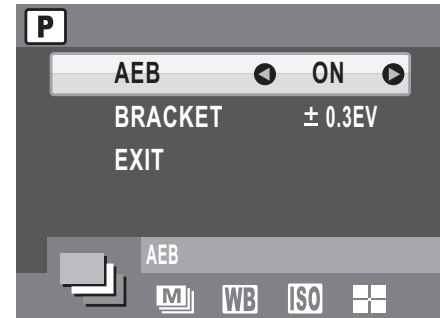 P
AEB ON
BRACKET ± 0.3EV
EXIT
AEB
M WB ISO